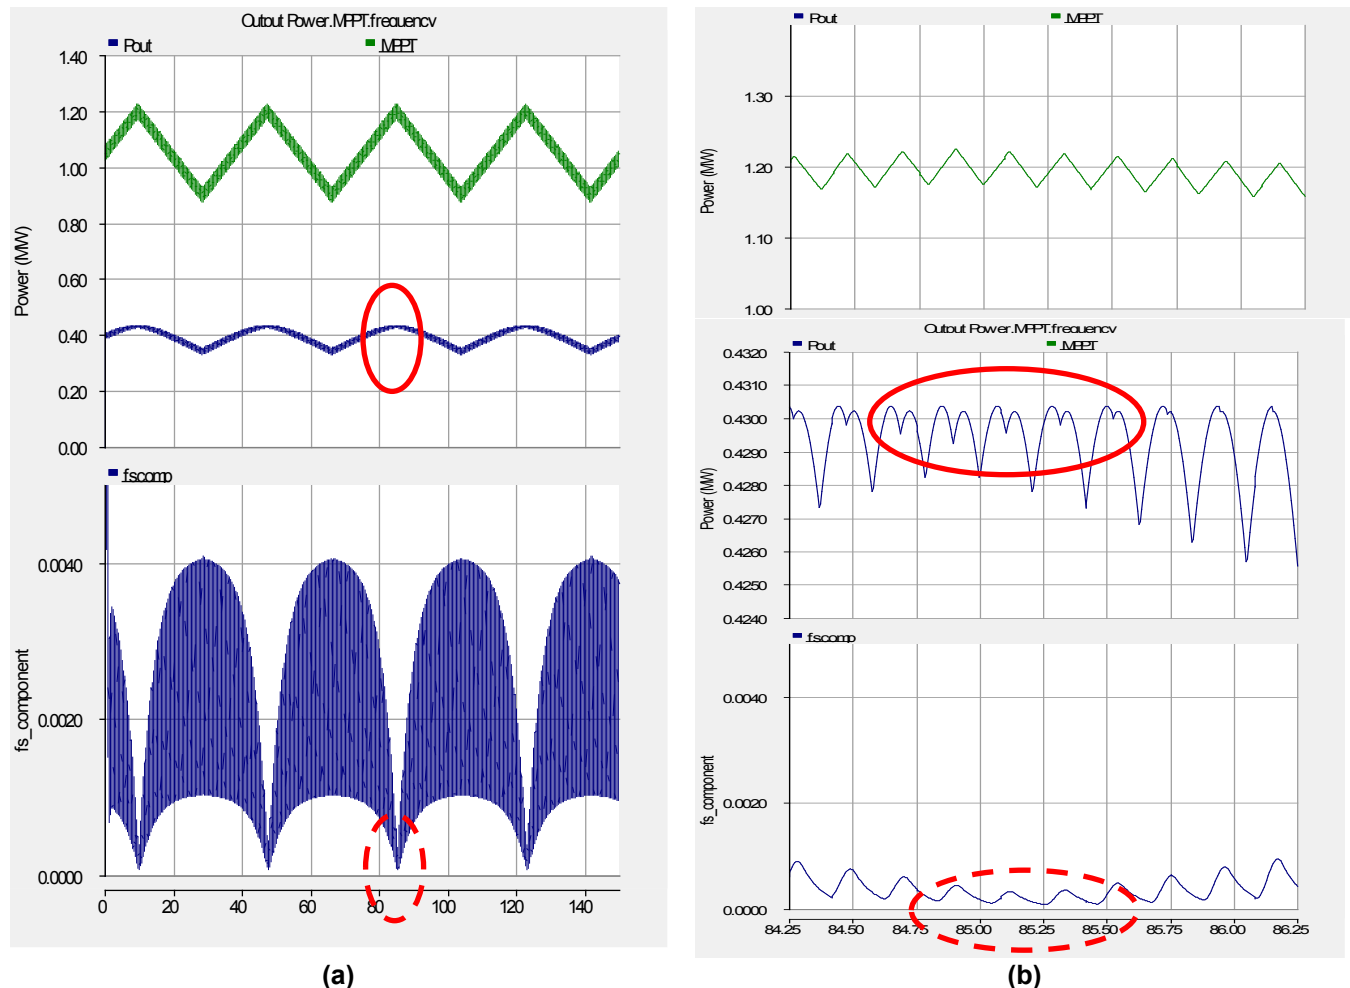 Output Power.MPPT.frequency
Pout
MPPT
1.40
1.20
1.00
0.80
0.60
0.40
0.20
0.00
Power (MW)
fscomp
0.0040
0.0020
0.0000
fs_component
0 20 40 60 80 100 120 140
(a)
Pout
MPPT
1.30
1.20
1.10
1.00
Power (MW)
Output Power.MPPT.frequency
Pout
MPPT
0.4320
0.4310
0.4300
0.4290
0.4280
0.4270
0.4260
0.4250
0.4240
Power (MW)
fscomp
0.0040
0.0020
0.0000
fs_component
84.25 84.50 84.75 85.00 85.25 85.50 85.75 86.00 86.25
(b)